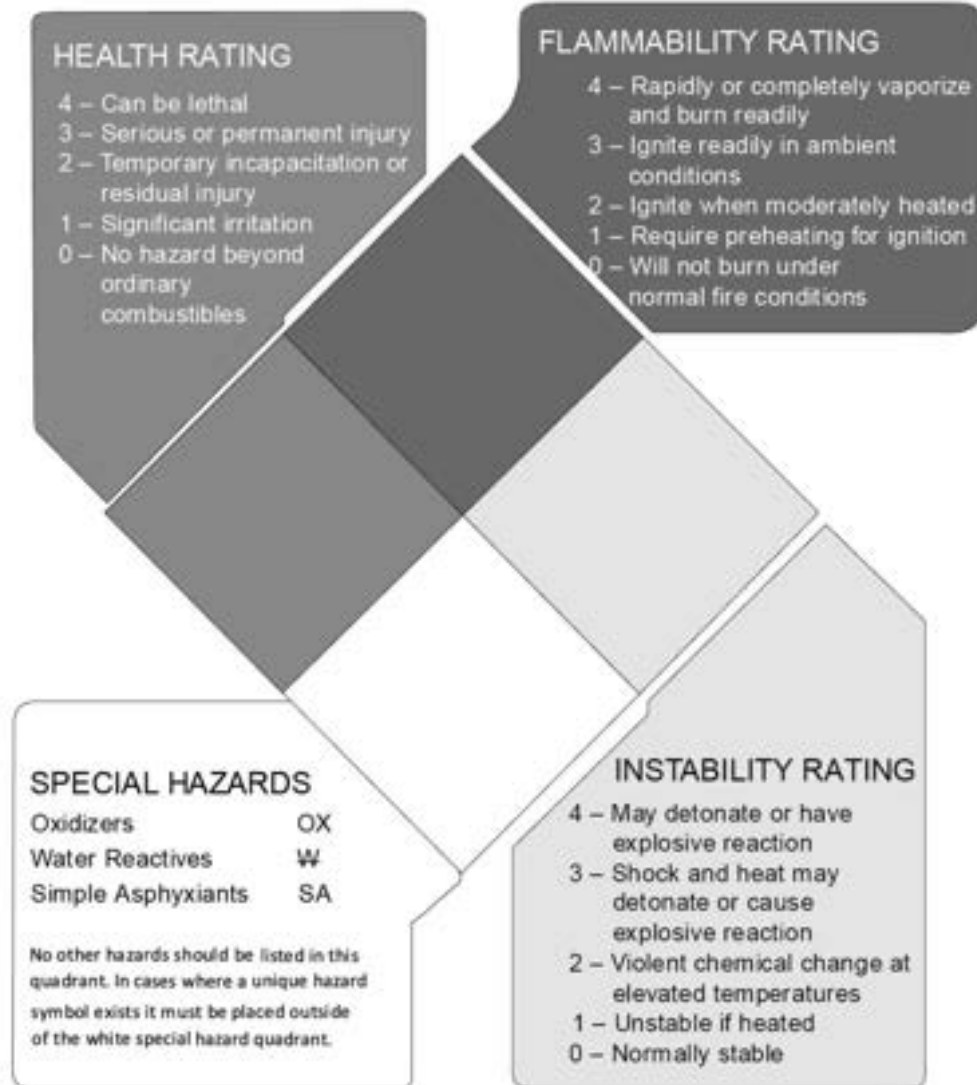 HEALTH RATING
4 – Can be lethal
3 – Serious or permanent injury
2 – Temporary incapacitation or
residual injury
1 – Significant irritation
0 – No hazard beyond
ordinary
combustibles
FLAMMABILITY RATING
4 – Rapidly or completely vaporize
and burn readily
3 – Ignite readily in ambient
conditions
2 – Ignite when moderately heated
1 – Require preheating for ignition
0 – Will not burn under
normal fire conditions
SPECIAL HAZARDS
Oxidizers OX
Water Reactives W̶
Simple Asphyxiants SA
No other hazards should be listed in this
quadrant. In cases where a unique hazard
symbol exists it must be placed outside
of the white special hazard quadrant.
INSTABILITY RATING
4 – May detonate or have
explosive reaction
3 – Shock and heat may
detonate or cause
explosive reaction
2 – Violent chemical change at
elevated temperatures
1 – Unstable if heated
0 – Normally stable